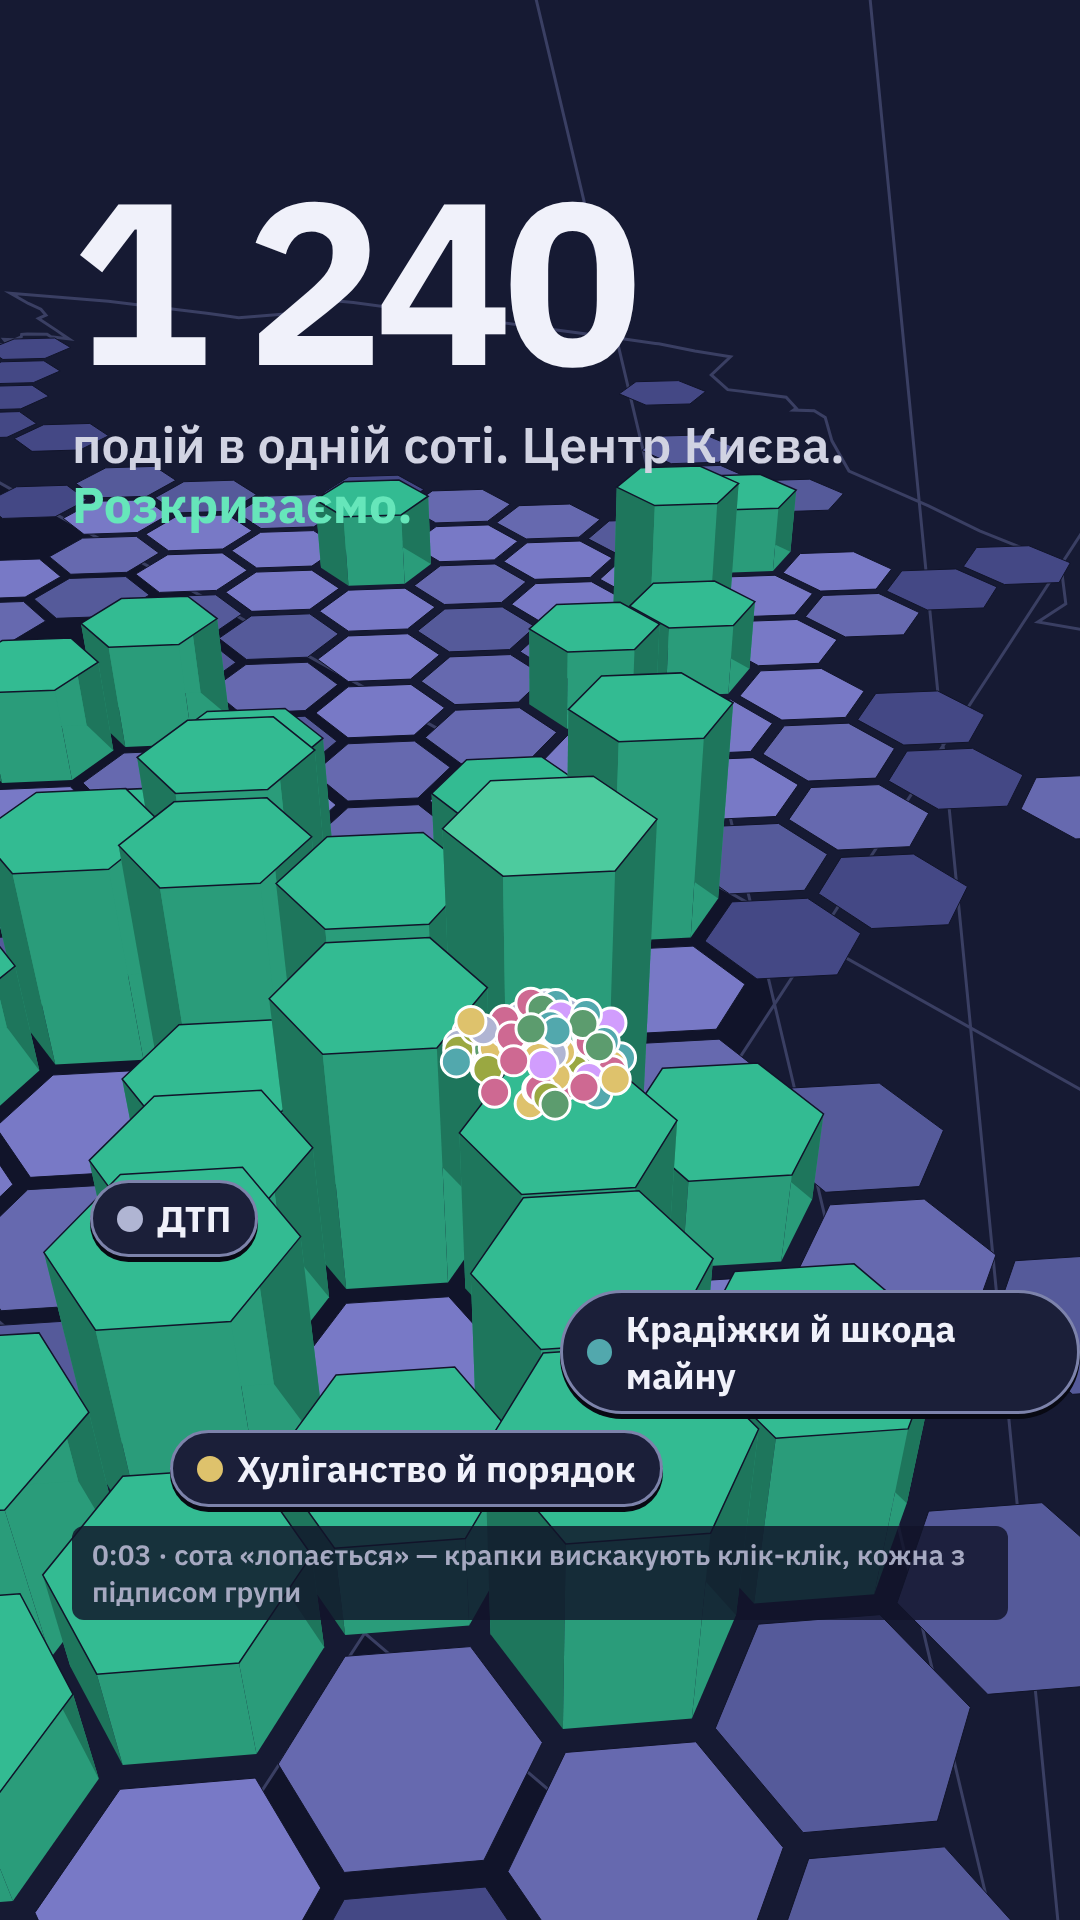 1 240
подій в одній соті. Центр Києва.
Розкриваємо.
ДТП
Крадіжки й шкода
майну
Хуліганство й порядок
0:03 · сота «лопається» — крапки вискакують клік-клік, кожна з
підписом групи